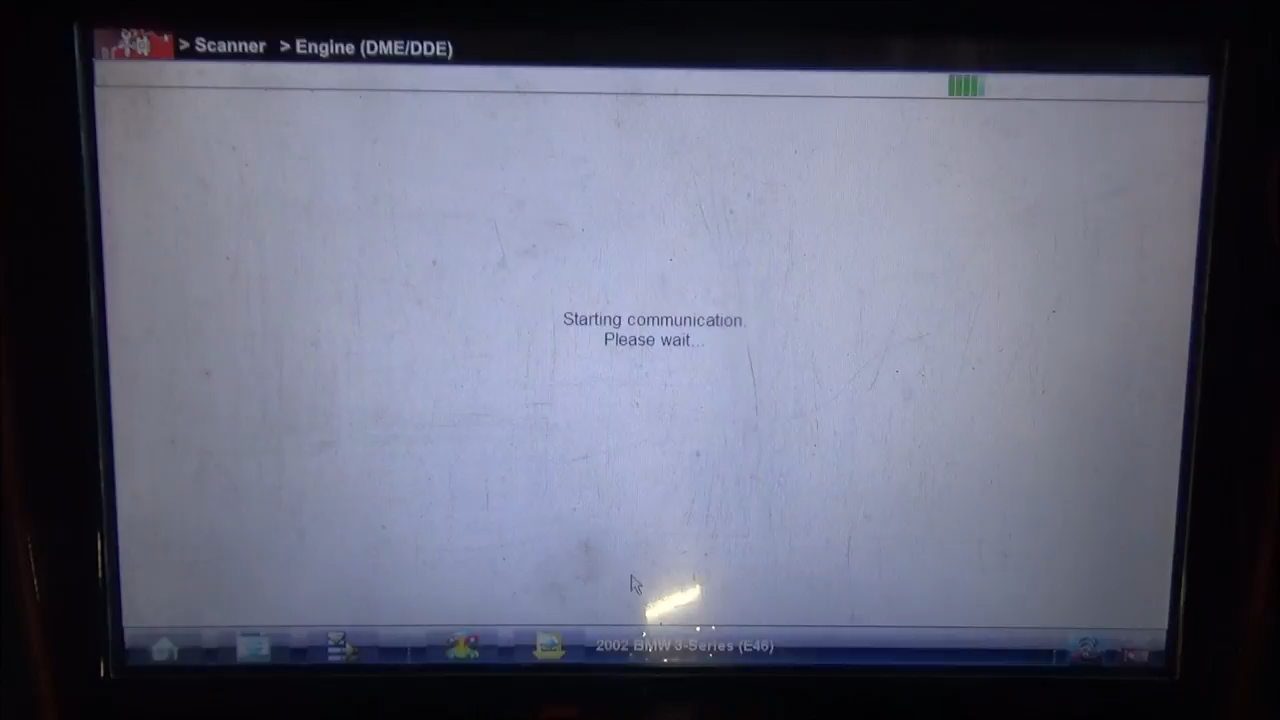 > Scanner > Engine (DME/DDE)
Starting communication.
Please wait...
2002 BMW 3-Series (E46)